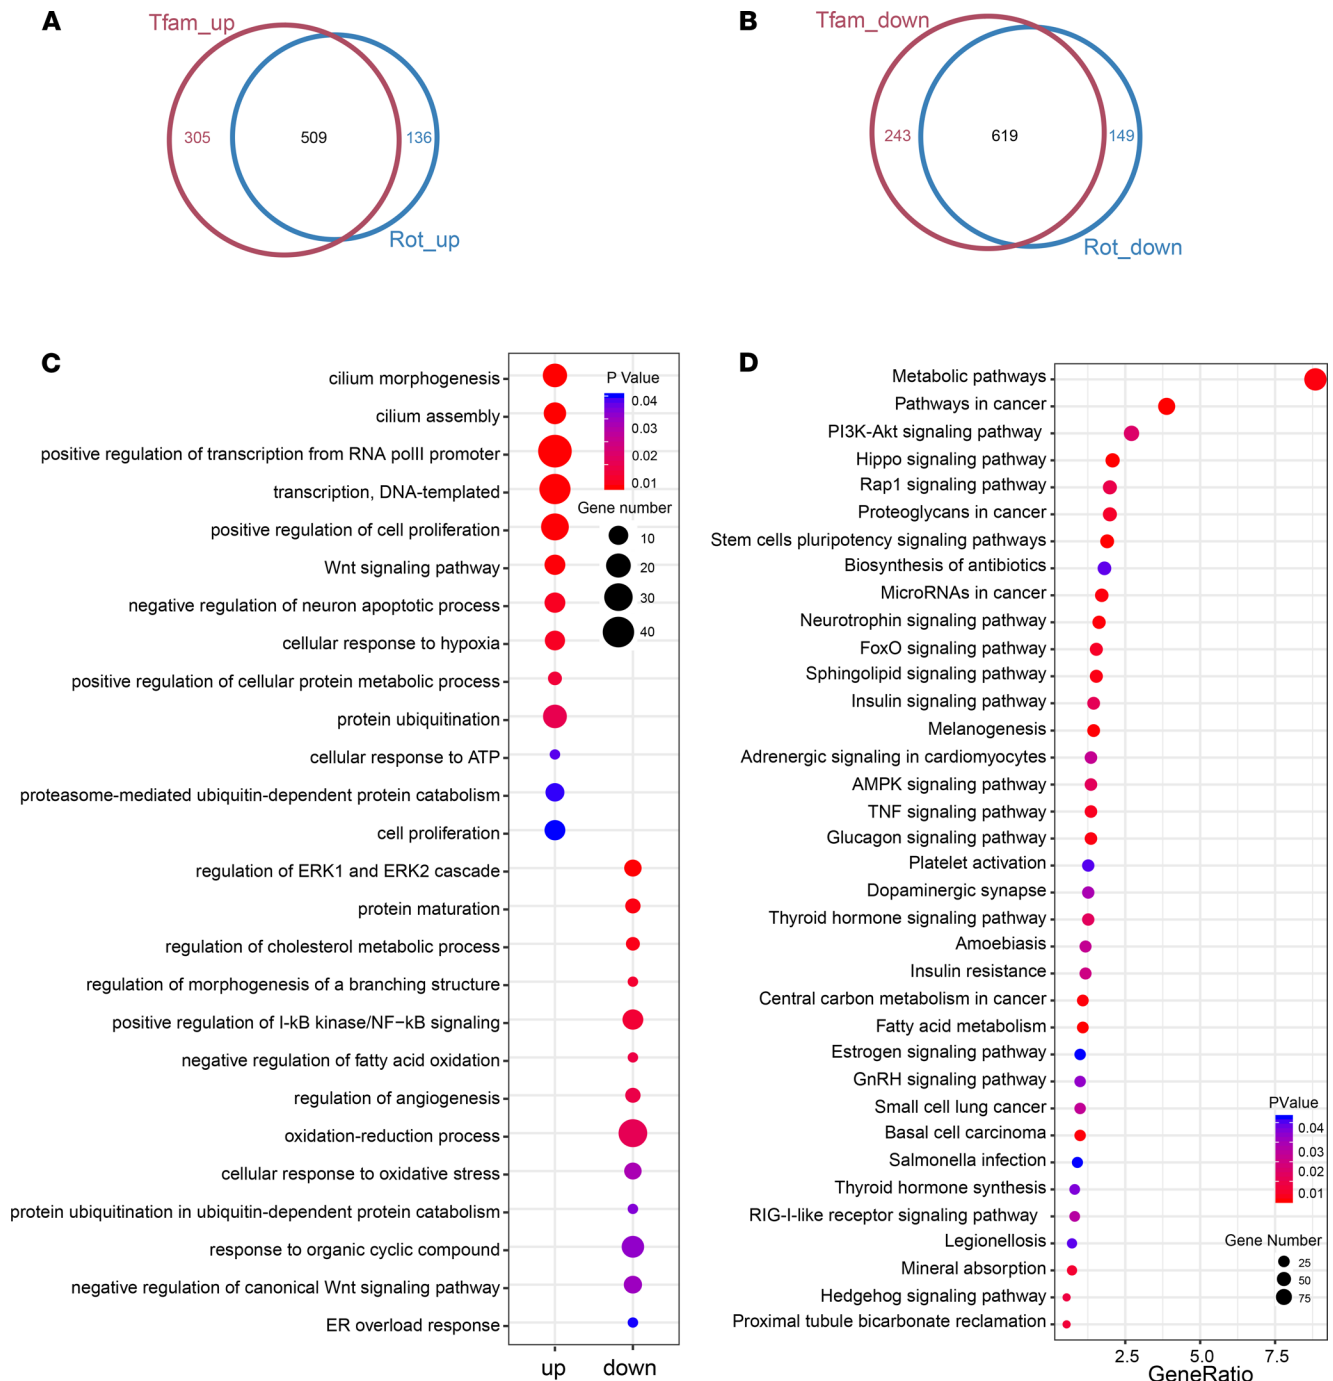 A
Tfam_up
305
509
136
Rot_up
B
Tfam_down
243
619
149
Rot_down
C
cilium morphogenesis
cilium assembly
positive regulation of transcription from RNA polII promoter
transcription, DNA-templated
positive regulation of cell proliferation
Wnt signaling pathway
negative regulation of neuron apoptotic process
cellular response to hypoxia
positive regulation of cellular protein metabolic process
protein ubiquitination
cellular response to ATP
proteasome-mediated ubiquitin-dependent protein catabolism
cell proliferation
regulation of ERK1 and ERK2 cascade
protein maturation
regulation of cholesterol metabolic process
regulation of morphogenesis of a branching structure
positive regulation of I-kB kinase/NF−kB signaling
negative regulation of fatty acid oxidation
regulation of angiogenesis
oxidation-reduction process
cellular response to oxidative stress
protein ubiquitination in ubiquitin-dependent protein catabolism
response to organic cyclic compound
negative regulation of canonical Wnt signaling pathway
ER overload response
up
down
P Value
0.04
0.03
0.02
0.01
Gene number
10
20
30
40
D
Metabolic pathways
Pathways in cancer
PI3K-Akt signaling pathway
Hippo signaling pathway
Rap1 signaling pathway
Proteoglycans in cancer
Stem cells pluripotency signaling pathways
Biosynthesis of antibiotics
MicroRNAs in cancer
Neurotrophin signaling pathway
FoxO signaling pathway
Sphingolipid signaling pathway
Insulin signaling pathway
Melanogenesis
Adrenergic signaling in cardiomyocytes
AMPK signaling pathway
TNF signaling pathway
Glucagon signaling pathway
Platelet activation
Dopaminergic synapse
Thyroid hormone signaling pathway
Amoebiasis
Insulin resistance
Central carbon metabolism in cancer
Fatty acid metabolism
Estrogen signaling pathway
GnRH signaling pathway
Small cell lung cancer
Basal cell carcinoma
Salmonella infection
Thyroid hormone synthesis
RIG-I-like receptor signaling pathway
Legionellosis
Mineral absorption
Hedgehog signaling pathway
Proximal tubule bicarbonate reclamation
PValue
0.04
0.03
0.02
0.01
Gene Number
25
50
75
2.5
5.0
7.5
GeneRatio